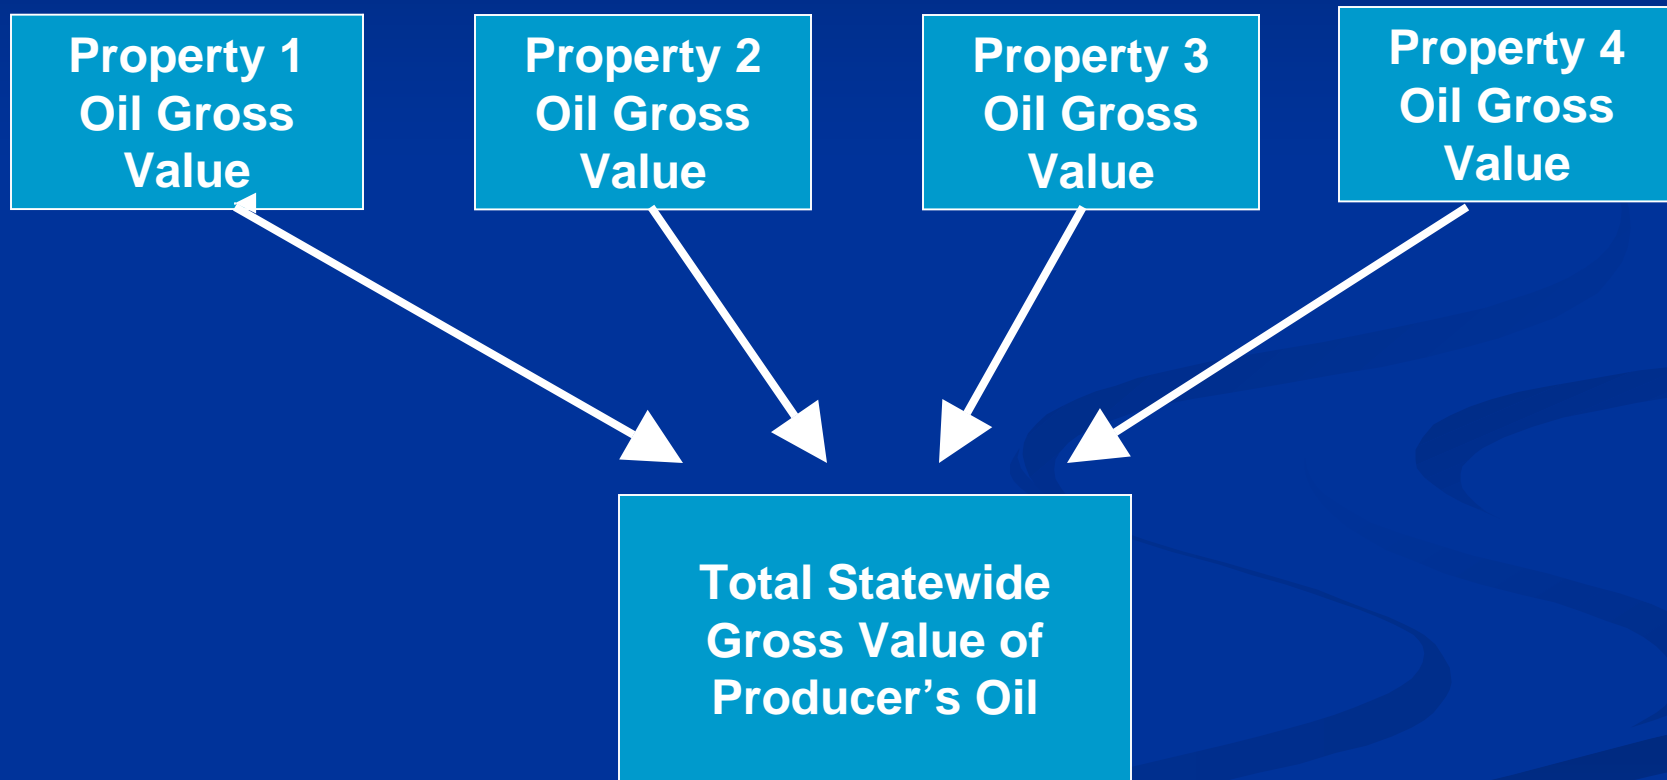 Property 1
Oil Gross
Value
Property 2
Oil Gross
Value
Property 3
Oil Gross
Value
Property 4
Oil Gross
Value
Total Statewide
Gross Value of
Producer’s Oil